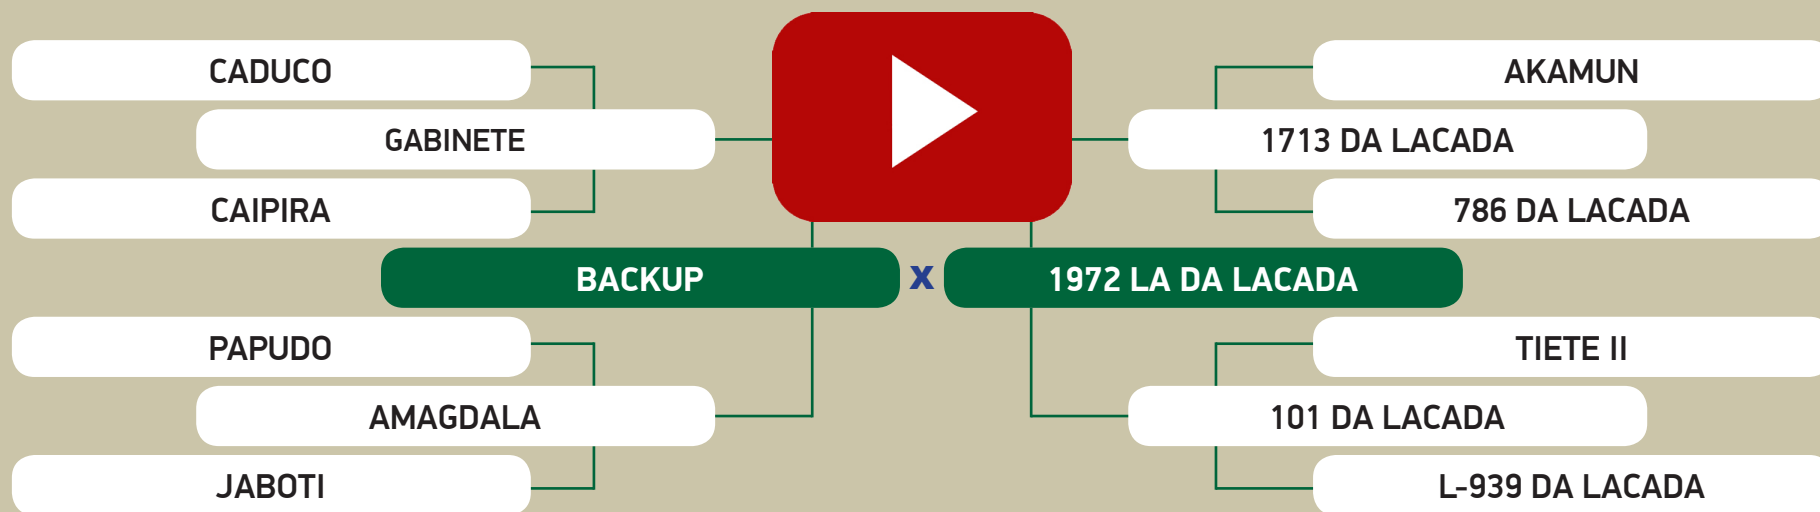 CADUCO
GABINETE
CAIPIRA
BACKUP
PAPUDO
AMAGDALA
JABOTI
x
AKAMUN
1713 DA LACADA
786 DA LACADA
1972 LA DA LACADA
TIETE II
101 DA LACADA
L-939 DA LACADA